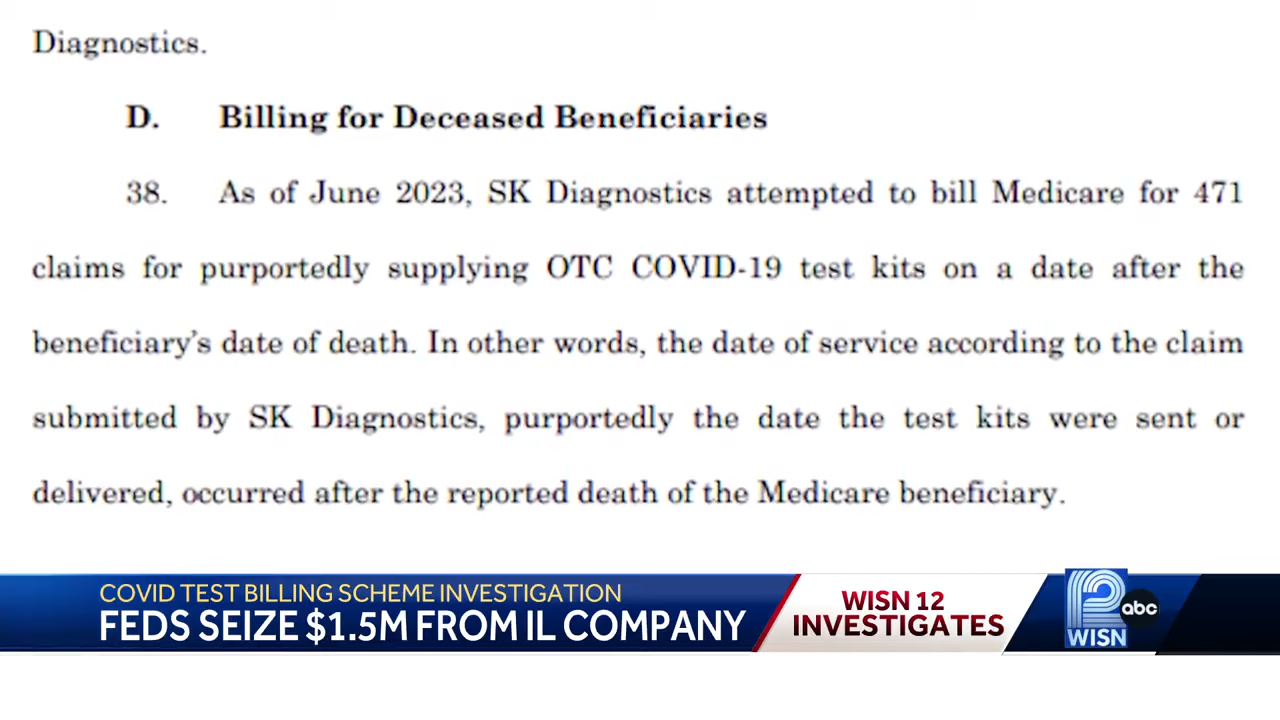 Diagnostics.
D. Billing for Deceased Beneficiaries
38. As of June 2023, SK Diagnostics attempted to bill Medicare for 471
claims for purportedly supplying OTC COVID-19 test kits on a date after the
beneficiary's date of death. In other words, the date of service according to the claim
submitted by SK Diagnostics, purportedly the date the test kits were sent or
delivered, occurred after the reported death of the Medicare beneficiary.
COVID TEST BILLING SCHEME INVESTIGATION
FEDS SEIZE $1.5M FROM IL COMPANY
WISN 12
INVESTIGATES
12
abc
WISN